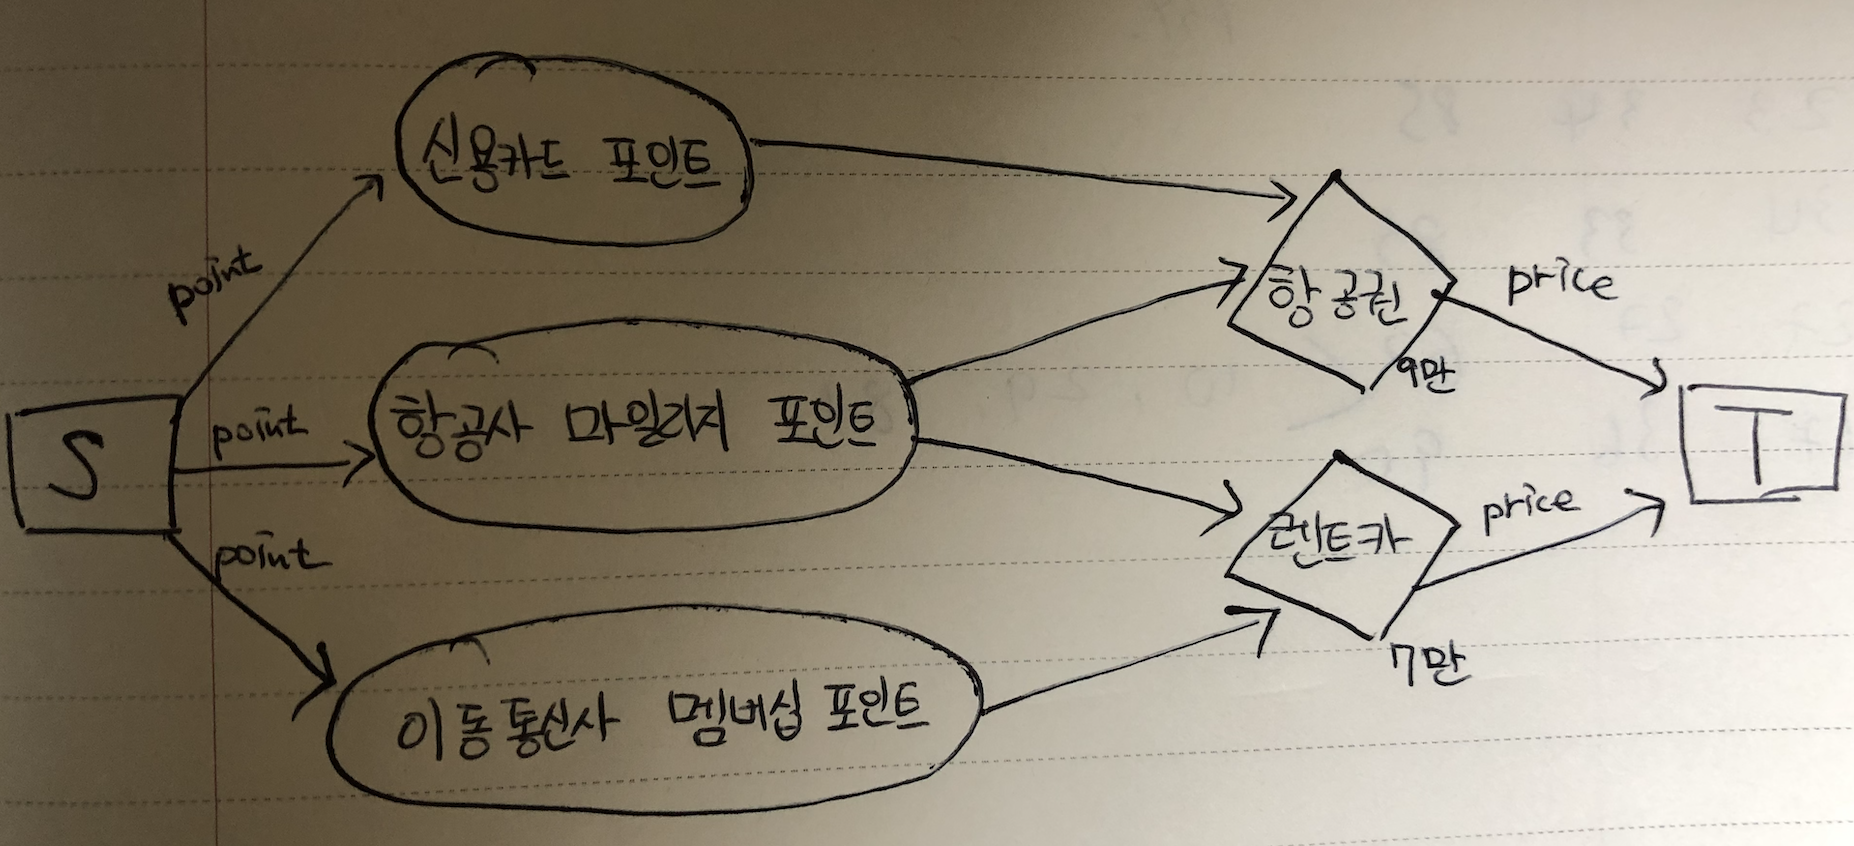 신용카드 포인트
point
항공권
price
9만
S
point
항공사 마일리지 포인트
T
렌트카
price
7만
point
이동통신사 멤버십 포인트